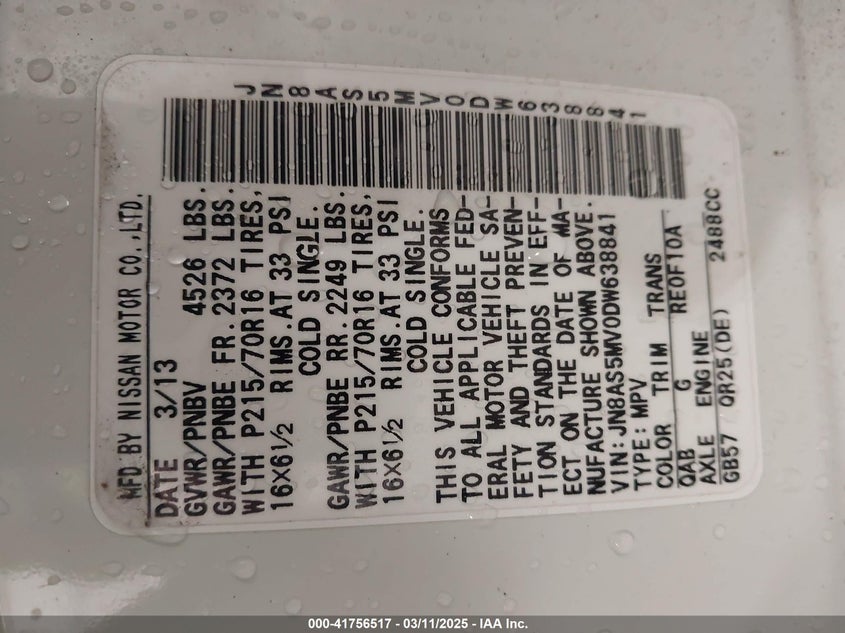 MFD BY NISSAN MOTOR CO.,LTD.
DATE 3/13
GVWR/PNBV 4526 LBS.
GAWR/PNBE FR. 2372 LBS.
WITH P215/70R16 TIRES,
16X6½ RIMS.AT 33 PSI
COLD SINGLE.
GAWR/PNBE RR. 2249 LBS.
WITH P215/70R16 TIRES,
16X6½ RIMS.AT 33 PSI
COLD SINGLE.
THIS VEHICLE CONFORMS
TO ALL APPLICABLE FED-
ERAL MOTOR VEHICLE SA-
FETY AND THEFT PREVEN-
TION STANDARDS IN EFF-
ECT ON THE DATE OF MA-
NUFACTURE SHOWN ABOVE.
VIN:JN8AS5MV0DW638841
TYPE:MPV
COLOR TRIM TRANS
QAB G RE0F10A
AXLE ENGINE
GB57 QR25(DE) 2488CC
JN8AS5MV0DW638841
000-41756517 - 03/11/2025 - IAA Inc.